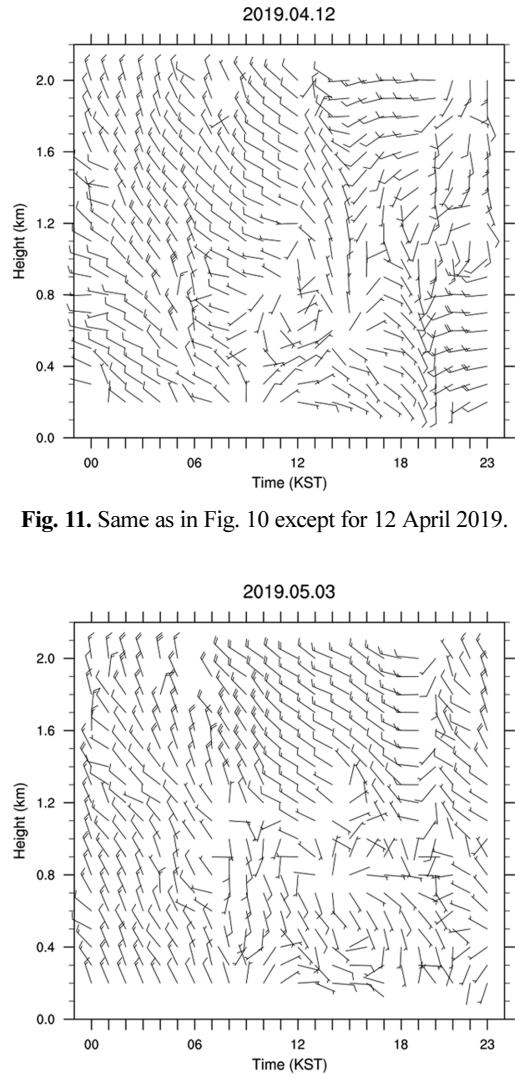 2019.04.12
2.0
1.6
1.2
0.8
0.4
0.0
Height (km)
00 06 12 18 23
Time (KST)
Fig. 11. Same as in Fig. 10 except for 12 April 2019.
2019.05.03
2.0
1.6
1.2
0.8
0.4
0.0
Height (km)
00 06 12 18 23
Time (KST)